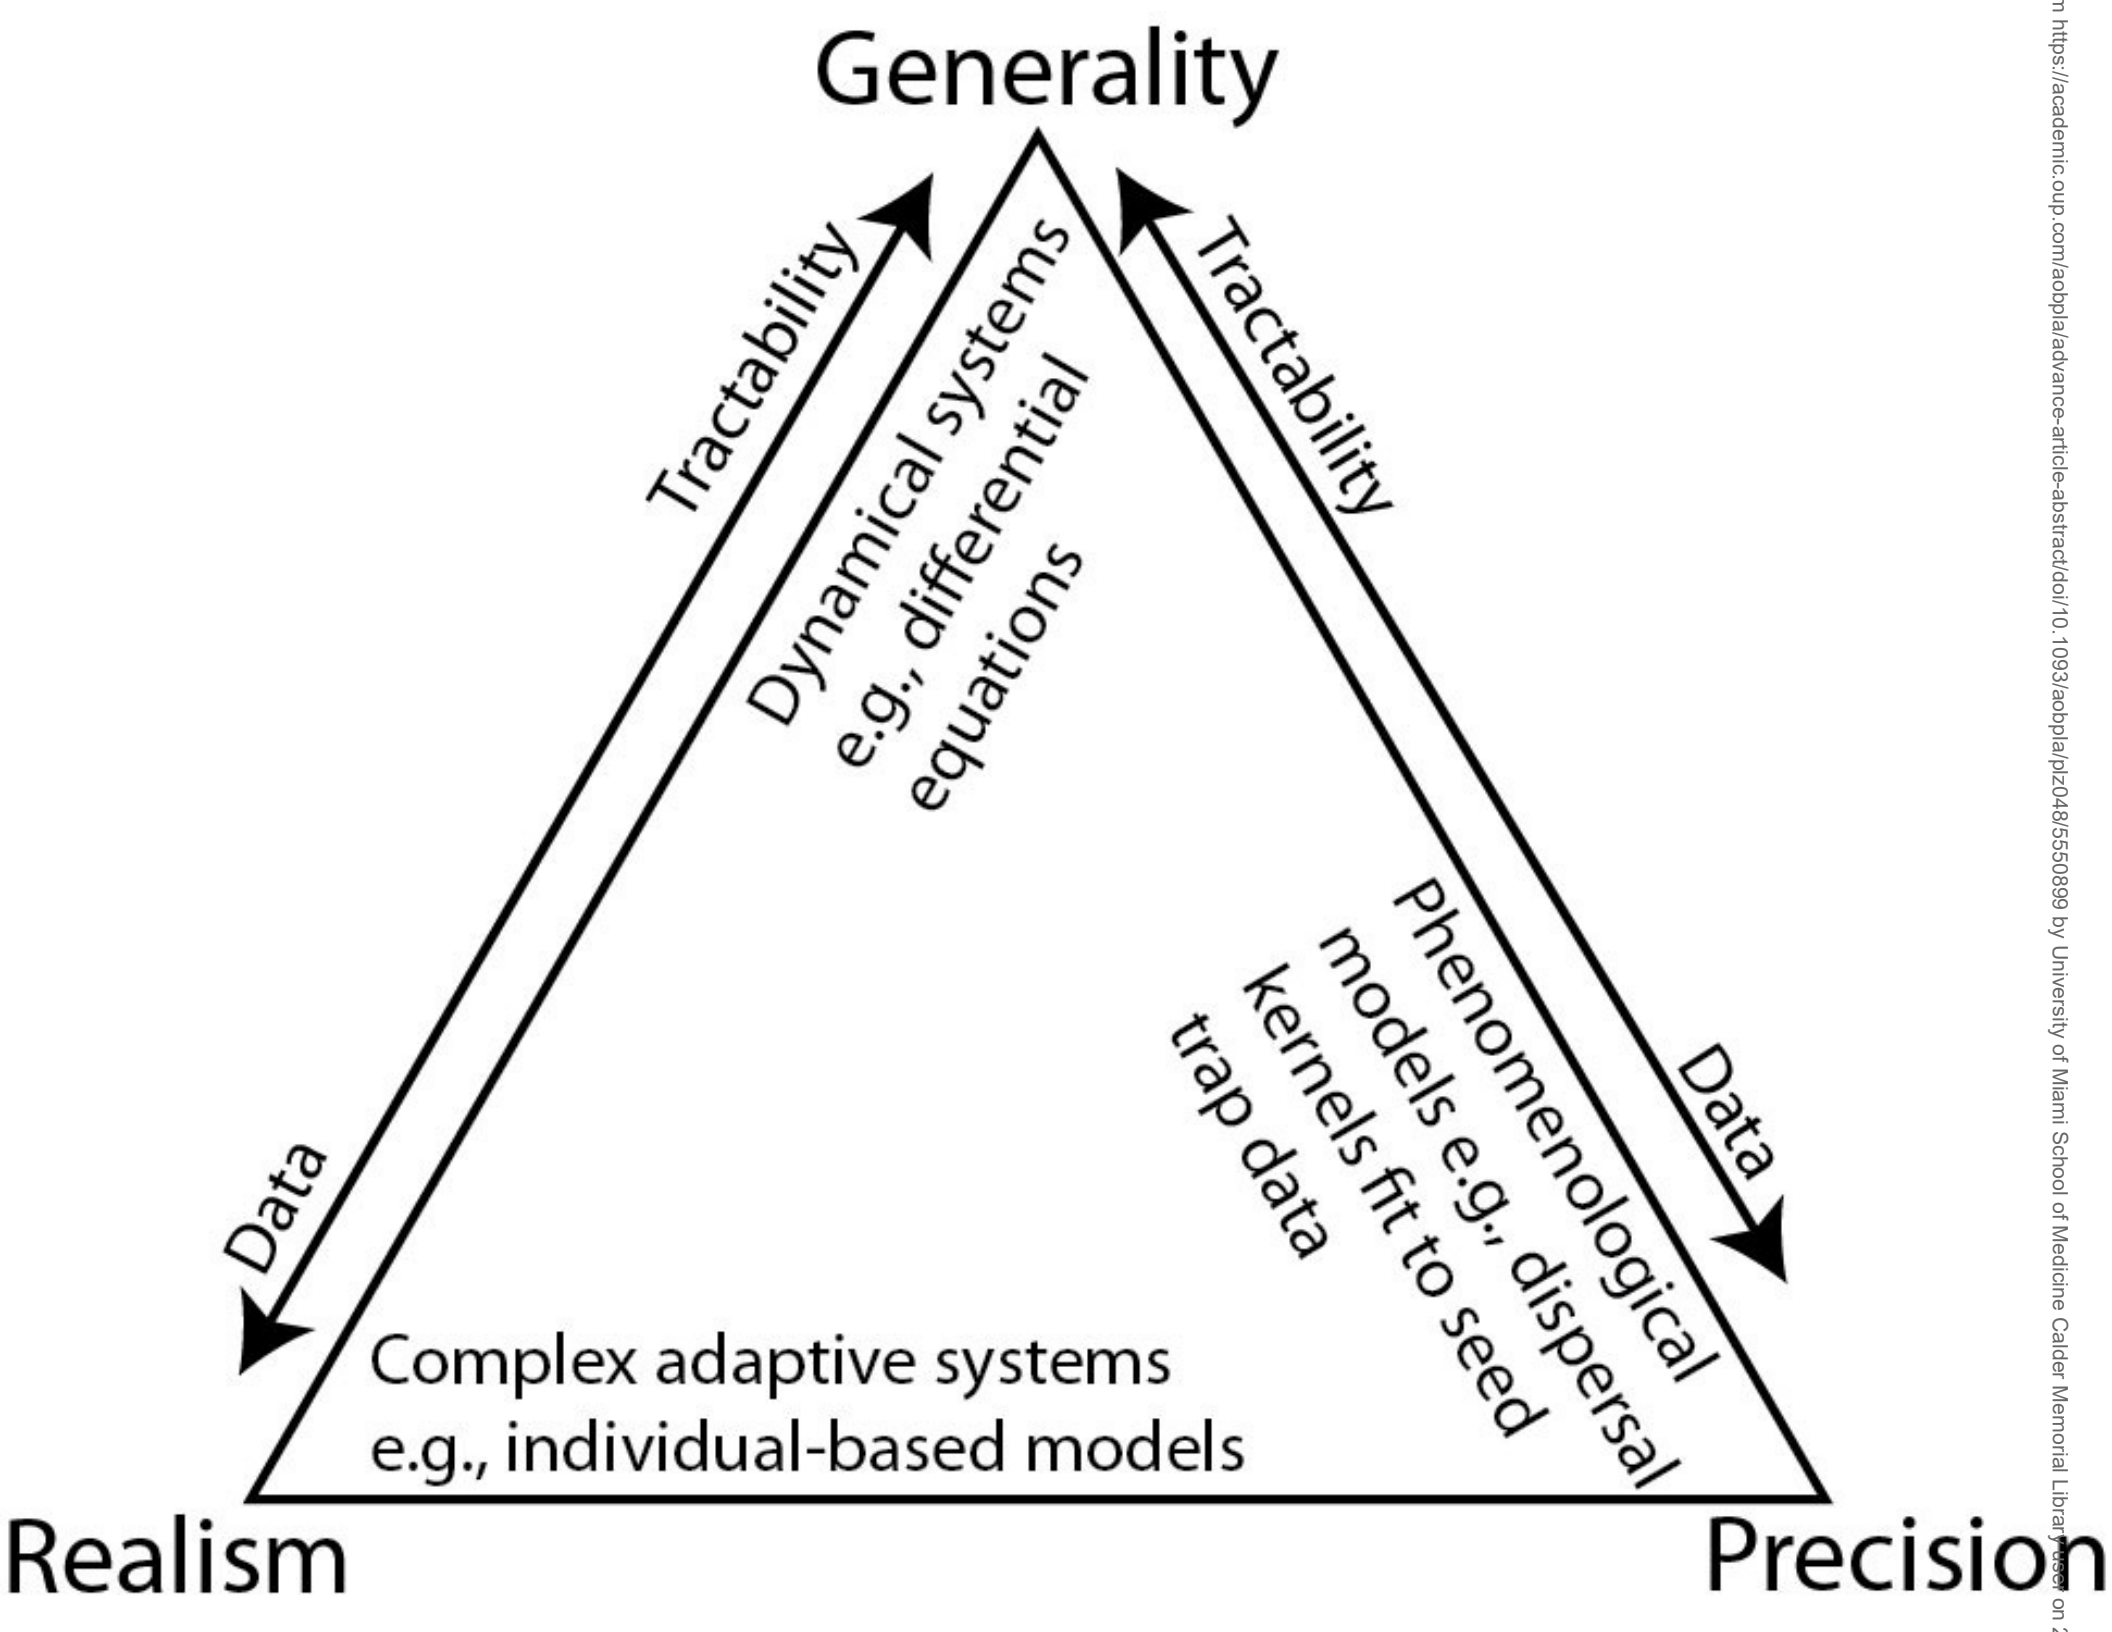 Generality
Tractability
Tractability
Dynamical systems
e.g., differential
equations
Phenomenological
models e.g., dispersal
kernels fit to seed
trap data
Data
Data
Complex adaptive systems
e.g., individual-based models
Realism
Precision
m https://academic.oup.com/aobpla/advance-article-abstract/doi/10.1093/aobpla/plz048/5550899 by University of Miami School of Medicine Calder Memorial Library user on